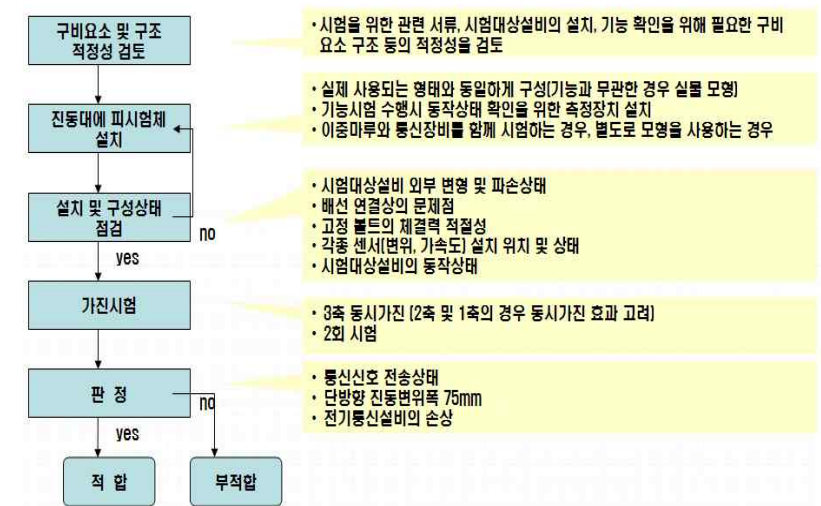 구비요소 및 구조
적정성 검토
• 시험을 위한 관련 서류, 시험대상설비의 설치, 기능 확인을 위해 필요한 구비
요소 구조 등의 적정성을 검토
진동대에 피시험체
설치
• 실제 사용되는 형태와 동일하게 구성(기능과 무관한 경우 실물 모형)
• 기능시험 수행시 동작상태 확인을 위한 측정장치 설치
• 이중마루와 통신장비를 함께 시험하는 경우, 별도로 모형을 사용하는 경우
설치 및 구성상태
점검
no
yes
• 시험대상설비 외부 변형 및 파손상태
• 배선 연결상의 문제점
• 고정 볼트의 체결력 적절성
• 각종 센서(변위, 가속도) 설치 위치 및 상태
• 시험대상설비의 동작상태
가진시험
• 3축 동시가진 (2축 및 1축의 경우 동시가진 효과 고려)
• 2회 시험
판 정
no
yes
• 통신신호 전송상태
• 단방향 진동변위폭 75mm
• 전기통신설비의 손상
적 합
부적합